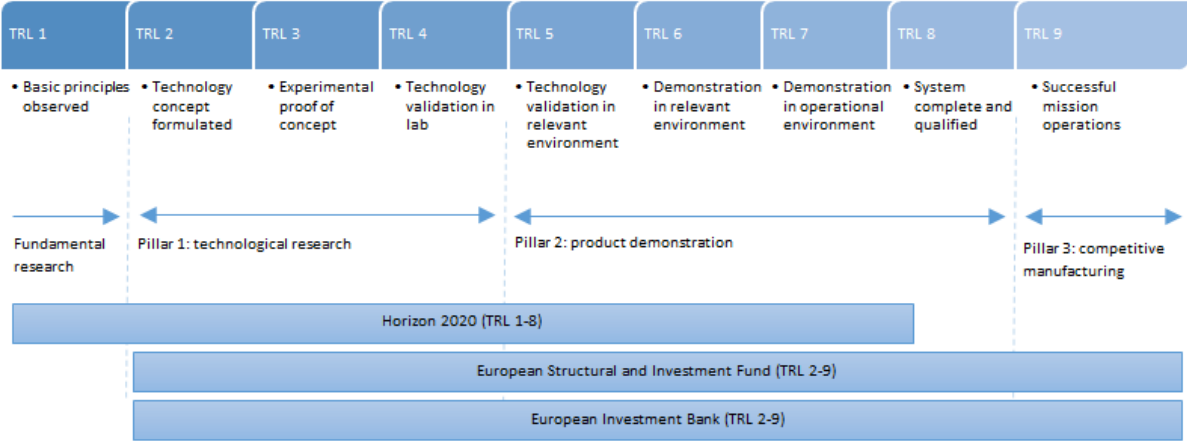 TRL 1
TRL 2
TRL 3
TRL 4
TRL 5
TRL 6
TRL 7
TRL 8
TRL 9
• Basic principles
observed
• Technology
concept
formulated
• Experimental
proof of
concept
• Technology
validation in
lab
• Technology
validation in
relevant
environment
• Demonstration
in relevant
environment
• Demonstration
in operational
environment
• System
complete and
qualified
• Successful
mission
operations
Fundamental
research
Pillar 1: technological research
Pillar 2: product demonstration
Pillar 3: competitive
manufacturing
Horizon 2020 (TRL 1-8)
European Structural and Investment Fund (TRL 2-9)
European Investment Bank (TRL 2-9)